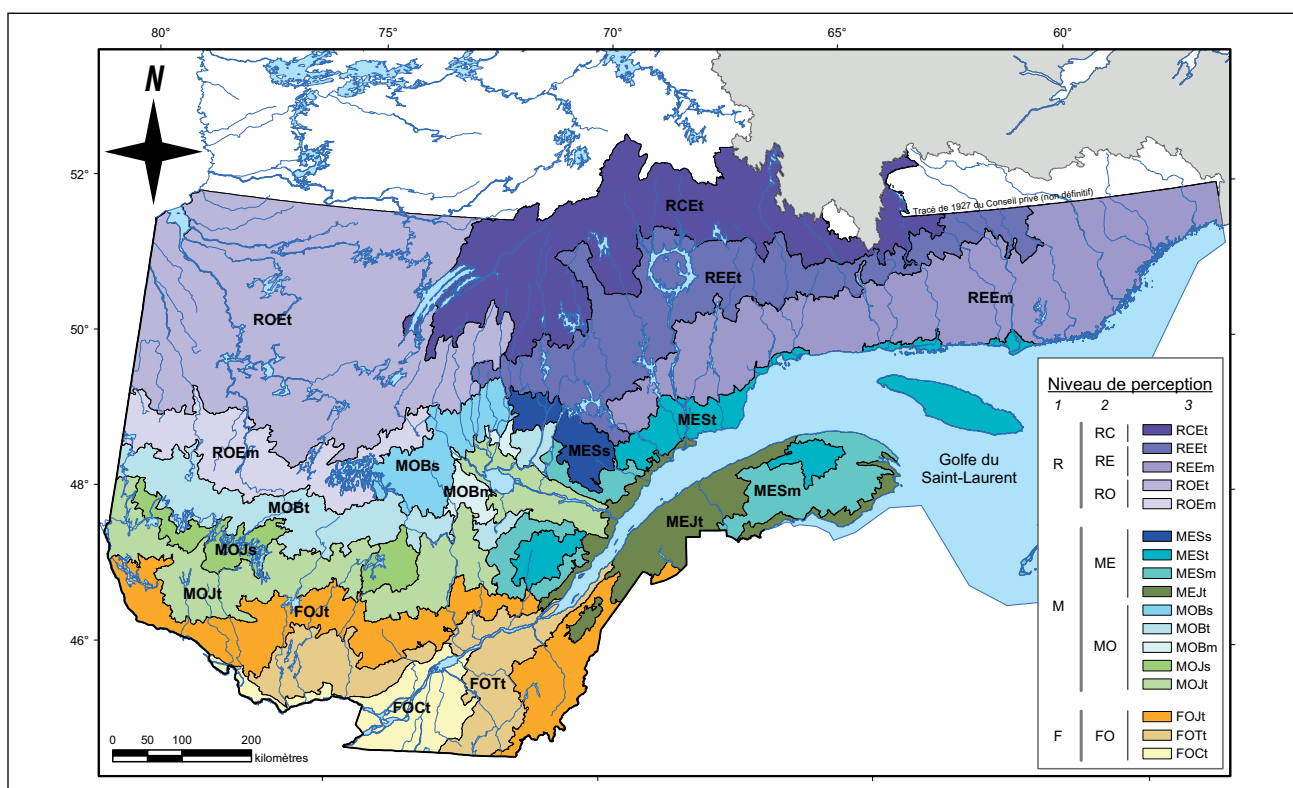 80° 75° 70° 65° 60°
N
52°
50°
48°
46°
Tracé de 1927 du Conseil privé (non définitif)
RCEt
REEt
REEm
ROEt
ROEm
MOBs
MESs
MESt
MOBm
MESm
MOBt
MEJt
MOJs
MOJt
FOJt
FOTt
FOCt
Golfe du
Saint-Laurent
0 50 100 200
kilomètres
Niveau de perception
1 2 3
R
RC
RCEt
RE
REEt
REEm
RO
ROEt
ROEm
M
ME
MESs
MESt
MESm
MEJt
MO
MOBs
MOBt
MOBm
MOJs
MOJt
F
FO
FOJt
FOTt
FOCt